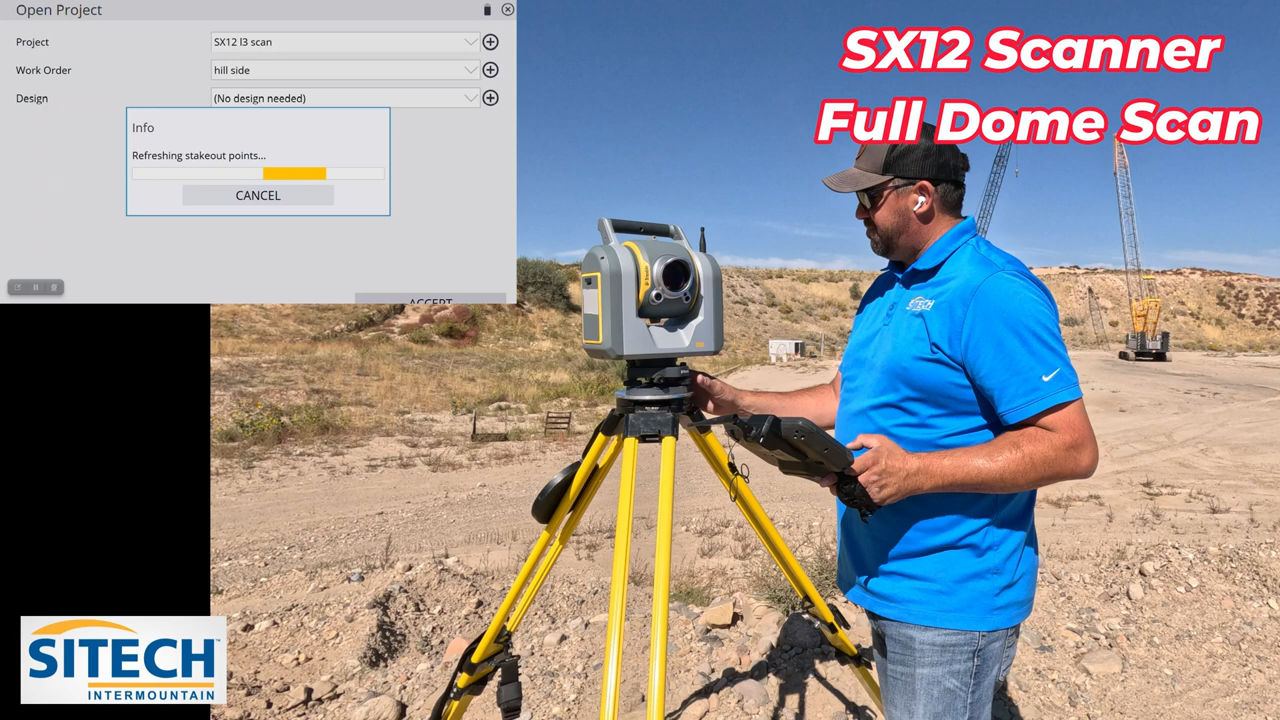 Open Project
Project
SX12 I3 scan
Work Order
hill side
Design
(No design needed)
Info
Refreshing stakeout points...
CANCEL
ACCEPT
SX12 Scanner
Full Dome Scan
SITECH
SITECH
INTERMOUNTAIN